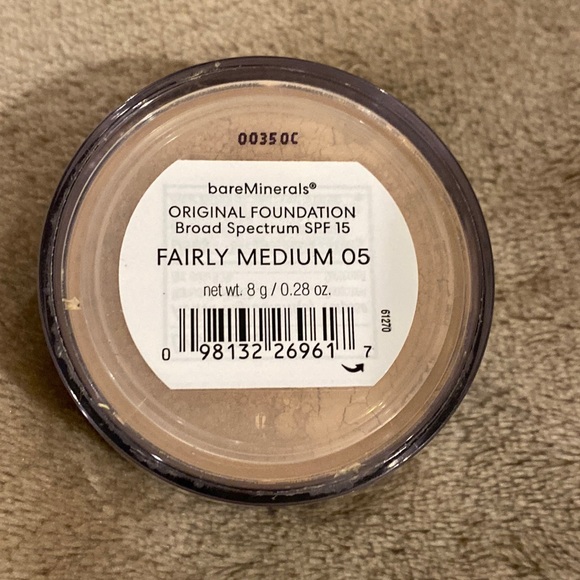 00350C
bareMinerals®
ORIGINAL FOUNDATION
Broad Spectrum SPF 15
FAIRLY MEDIUM 05
net wt. 8 g / 0.28 oz.
61270
0 98132 26961 7